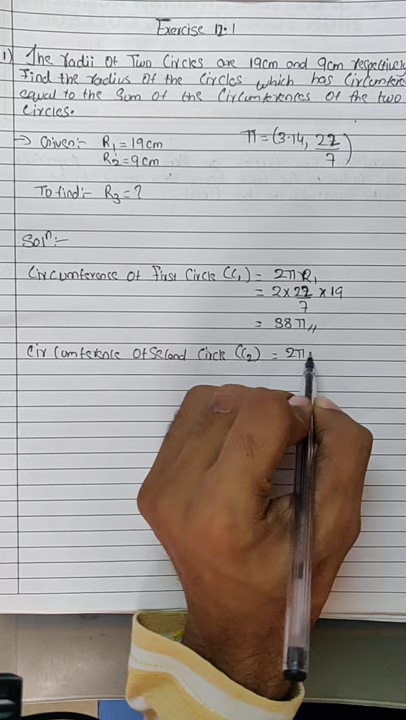 Exercise 12.1
1) The radii Of Two Circles are 19cm and 9cm respectively
Find the radius Of the Circles which has Circumfere
equal to the Sum of the Circumferences Of the two
Circles.
→ Given:- R₁ = 19cm π = (3.14, 22/7)
R₂ = 9cm
To find:- R₃ = ?
Solⁿ:-
Circumference Of First Circle (C₁) = 2πR₁
= 2 × 22/7 × 19
= 38π,,
Circumference Of Second Circle (C₂) = 2π